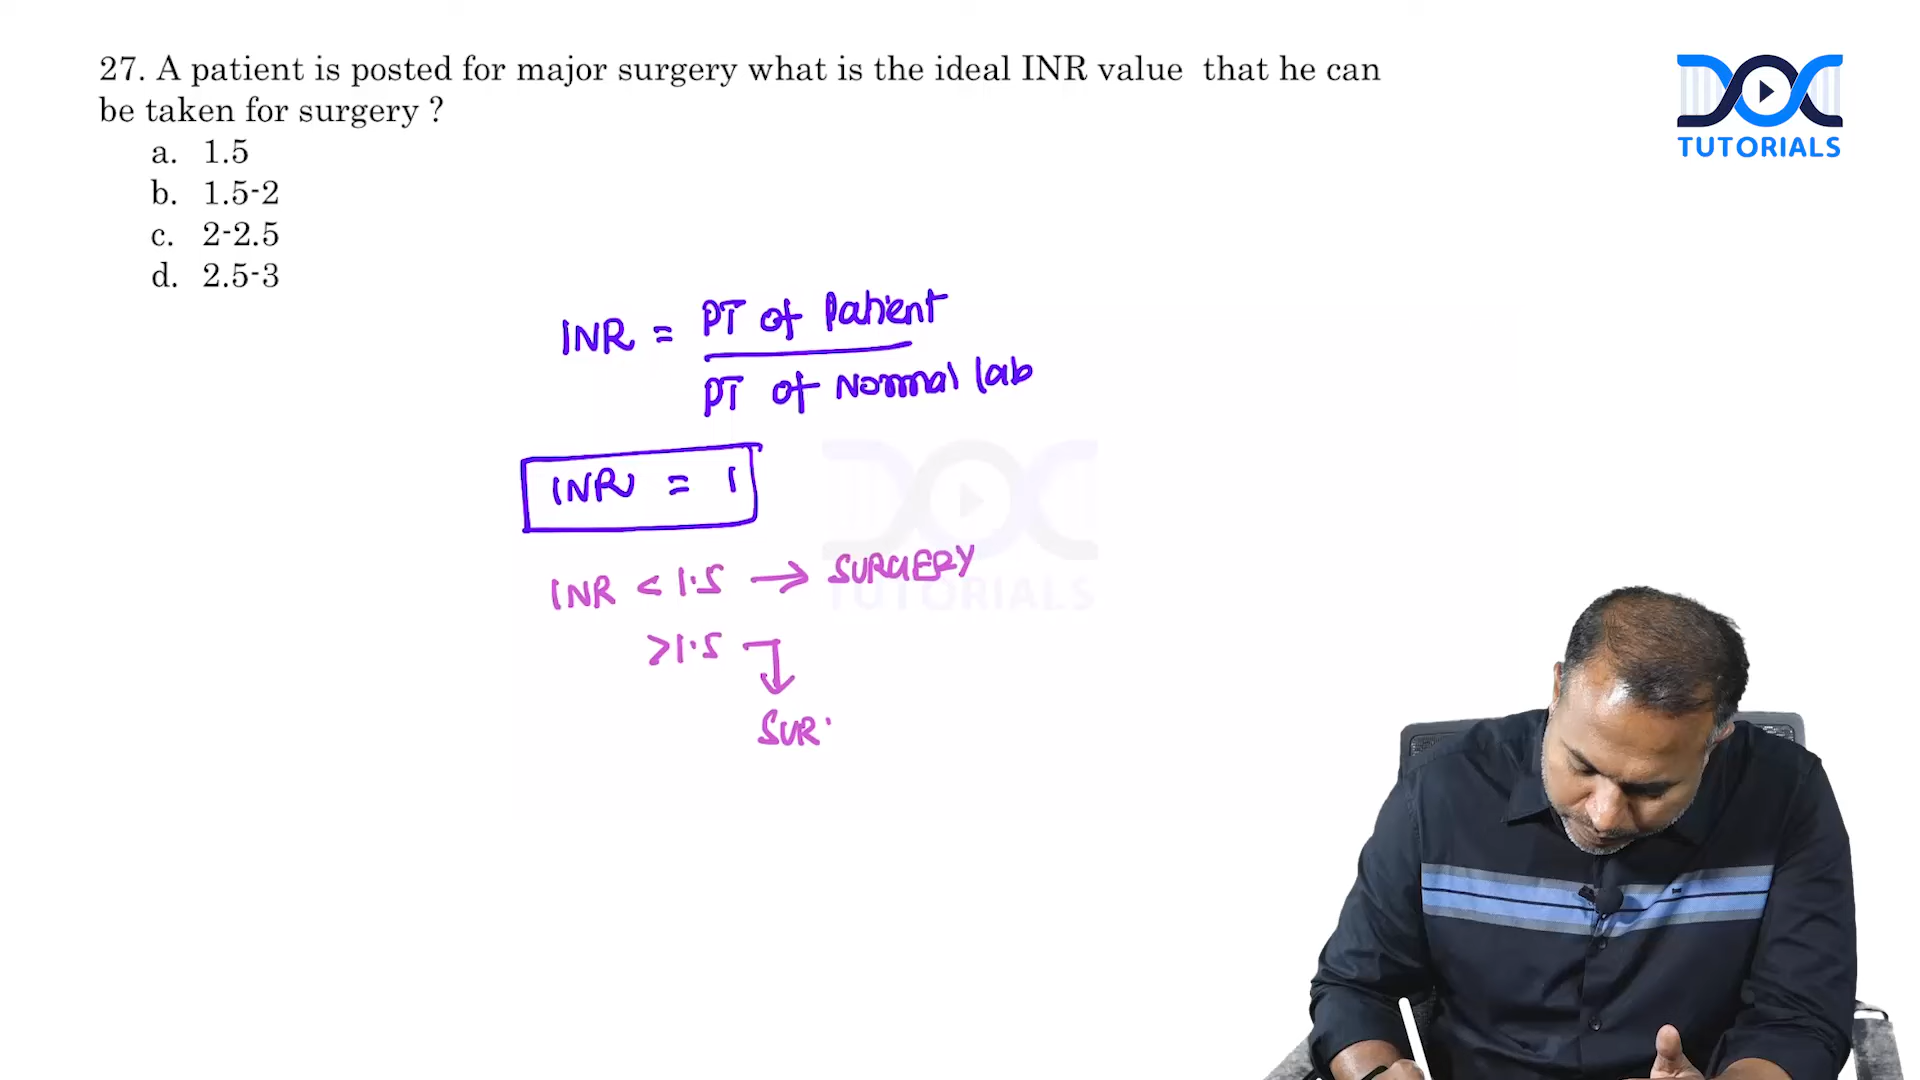 27. A patient is posted for major surgery what is the ideal INR value that he can
be taken for surgery ?
a. 1.5
b. 1.5-2
c. 2-2.5
d. 2.5-3
TUTORIALS
INR = PT of Patient
PT of Normal lab
INR = 1
INR < 1.5 → SURGERY
>1.5
SUR
TUTORIALS